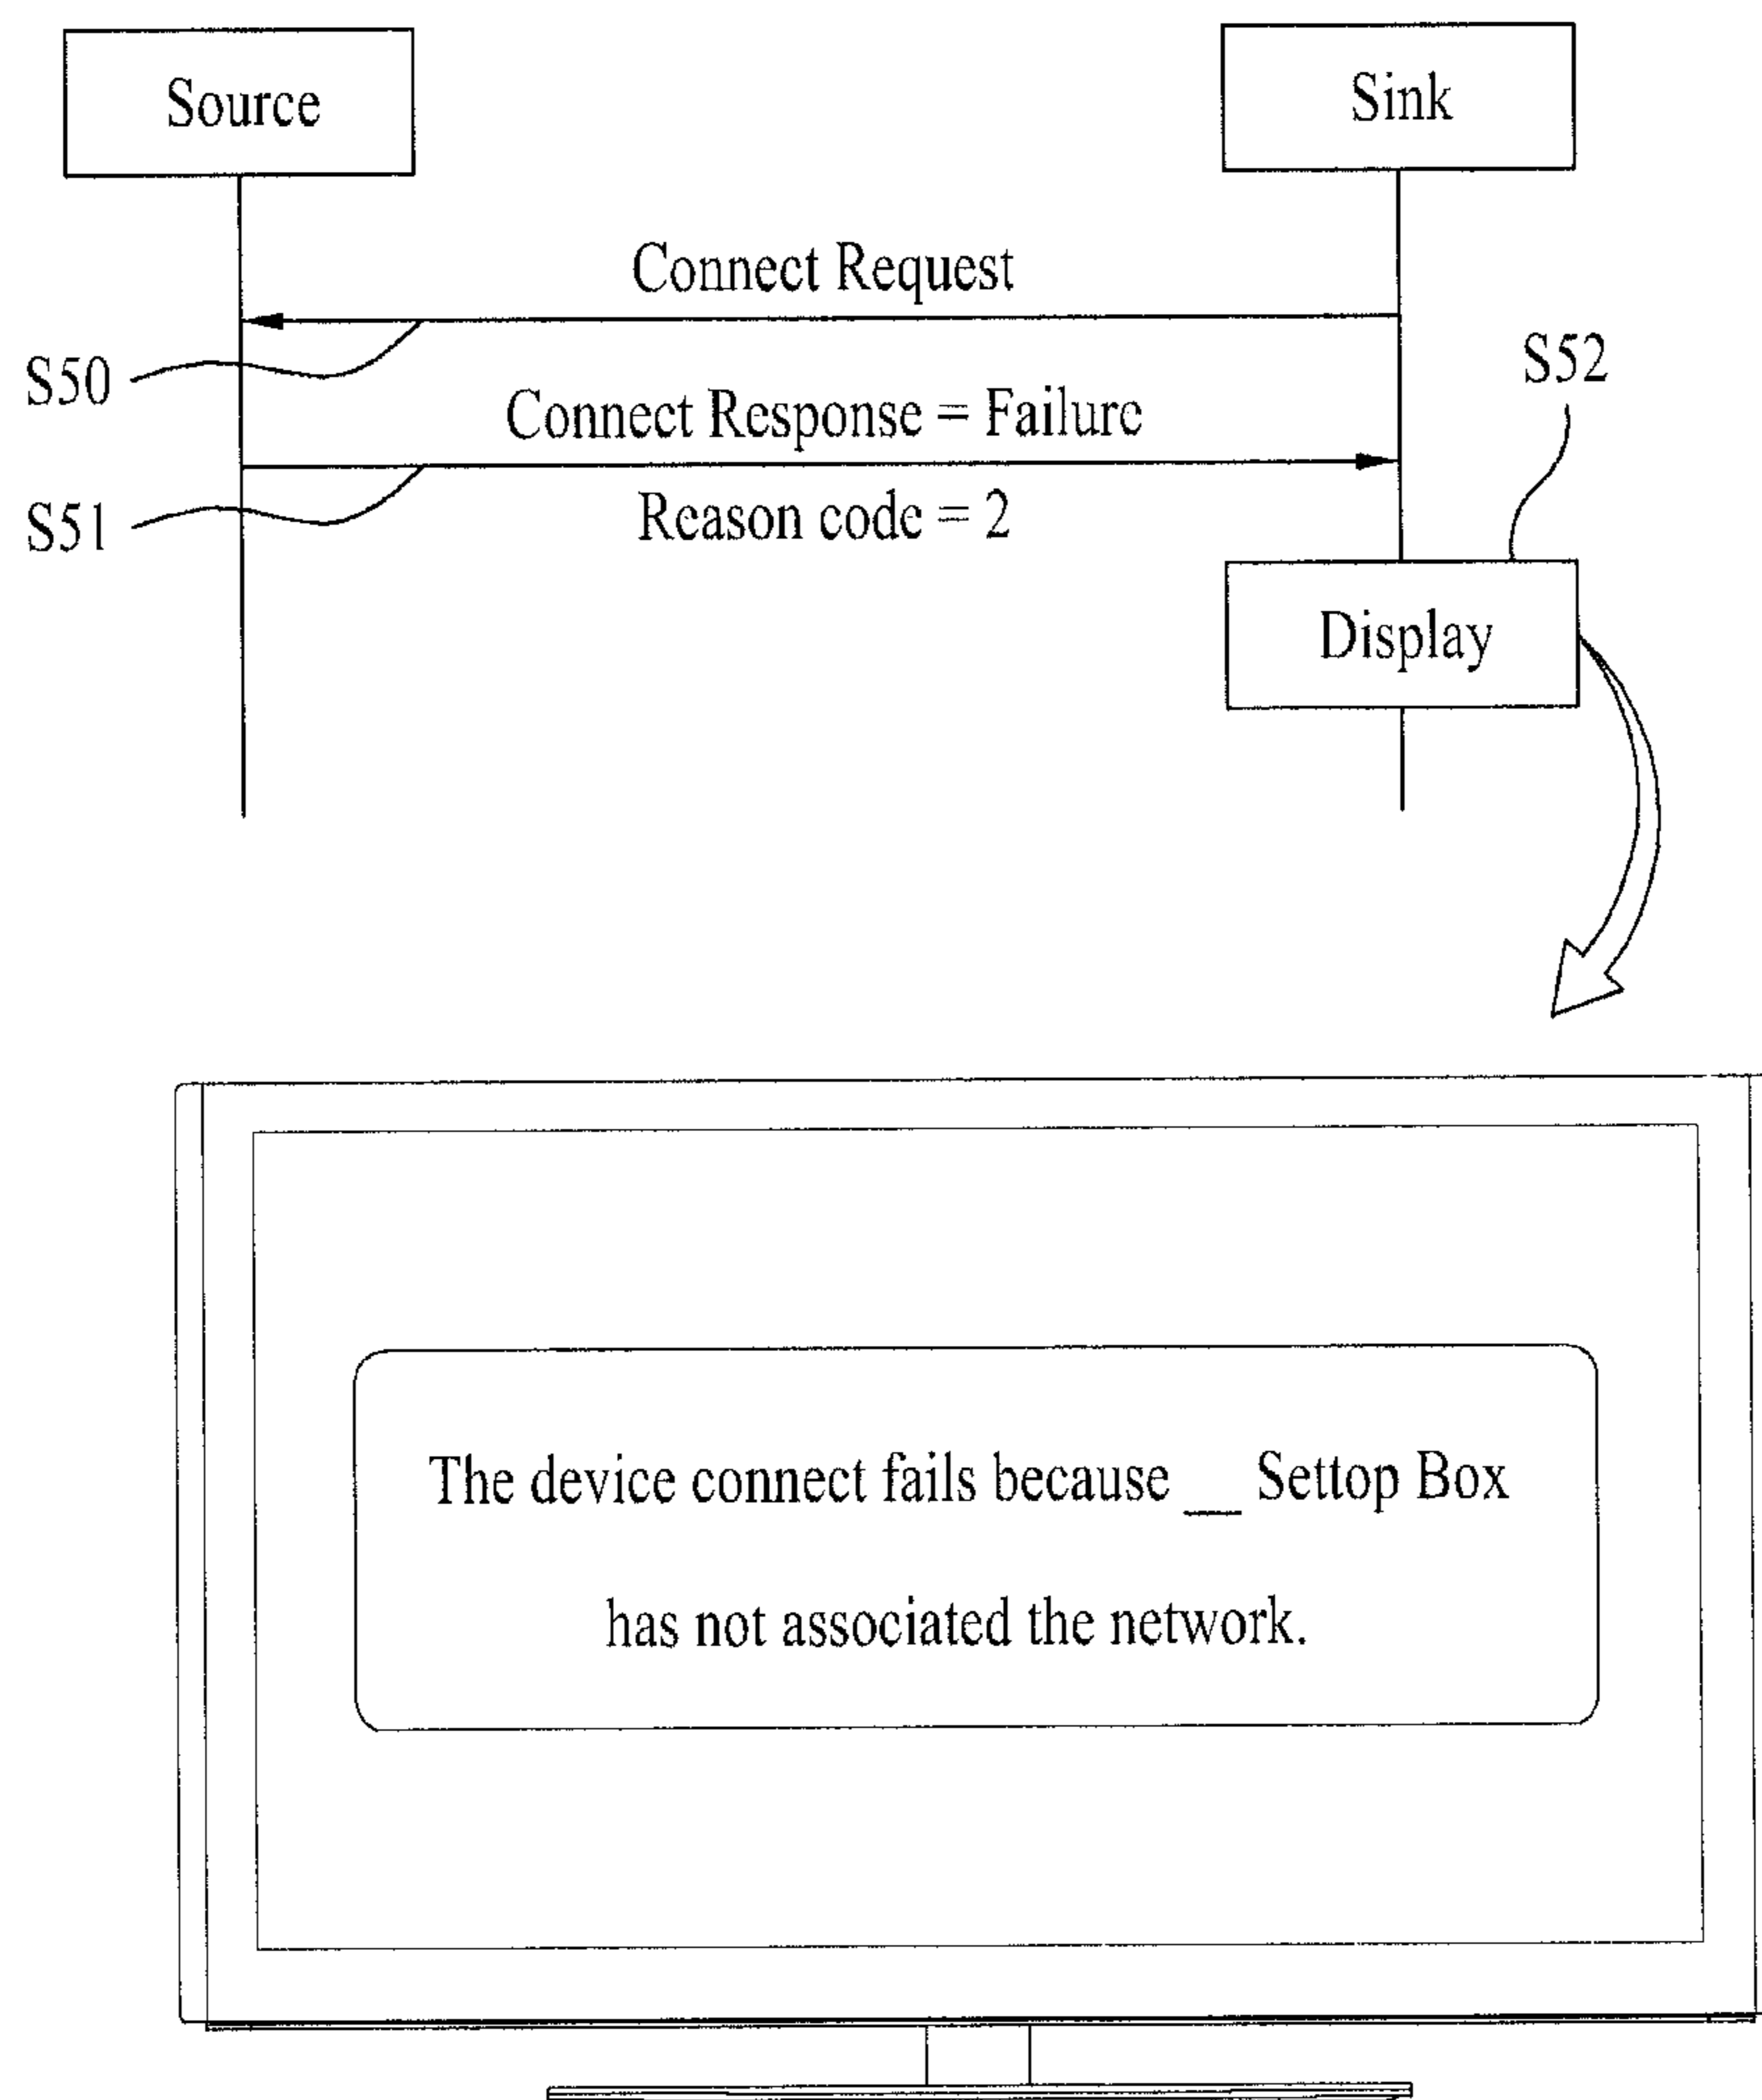 Source
Sink
Connect Request
S50
S52
Connect Response = Failure
S51
Reason code = 2
Display
The device connect fails because __ Settop Box
has not associated the network.